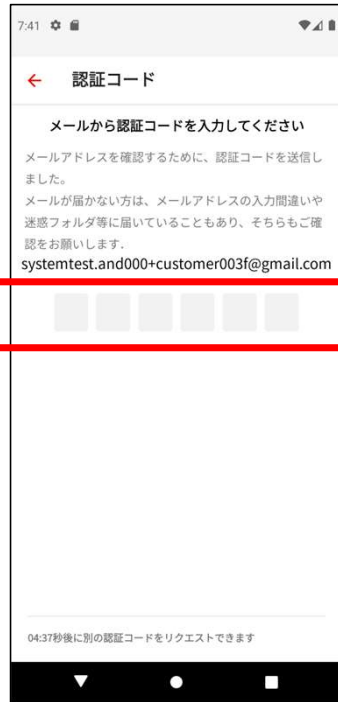 7:41
認証コード
メールから認証コードを入力してください
メールアドレスを確認するために、認証コードを送信し
ました。
メールが届かない方は、メールアドレスの入力間違いや
迷惑フォルダ等に届いていることもあり、そちらもご確
認をお願いします.
systemtest.and000+customer003f@gmail.com
04:37秒後に別の認証コードをリクエストできます